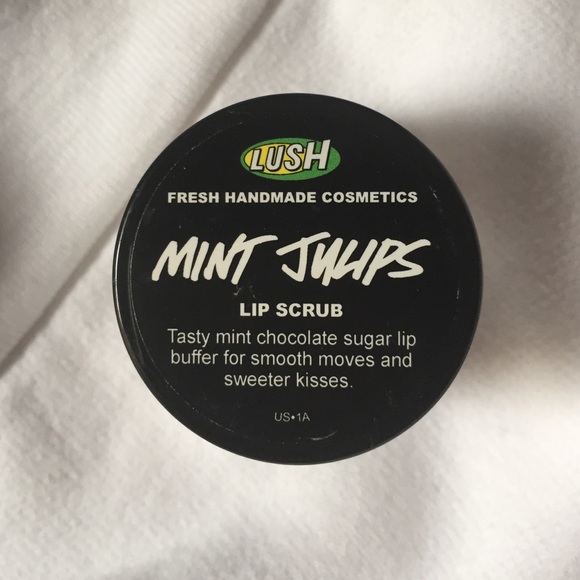 LUSH
FRESH HANDMADE COSMETICS
MINT JULIPS
LIP SCRUB
Tasty mint chocolate sugar lip
buffer for smooth moves and
sweeter kisses.
US•1A